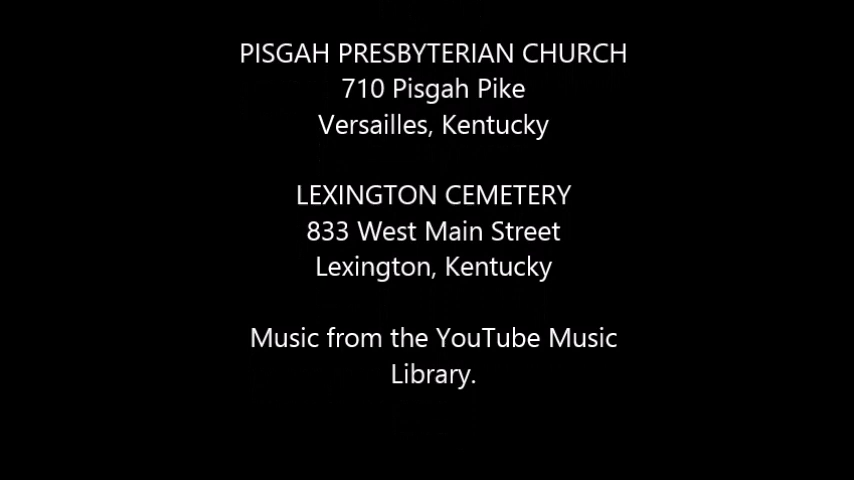 PISGAH PRESBYTERIAN CHURCH
710 Pisgah Pike
Versailles, Kentucky
LEXINGTON CEMETERY
833 West Main Street
Lexington, Kentucky
Music from the YouTube Music
Library.